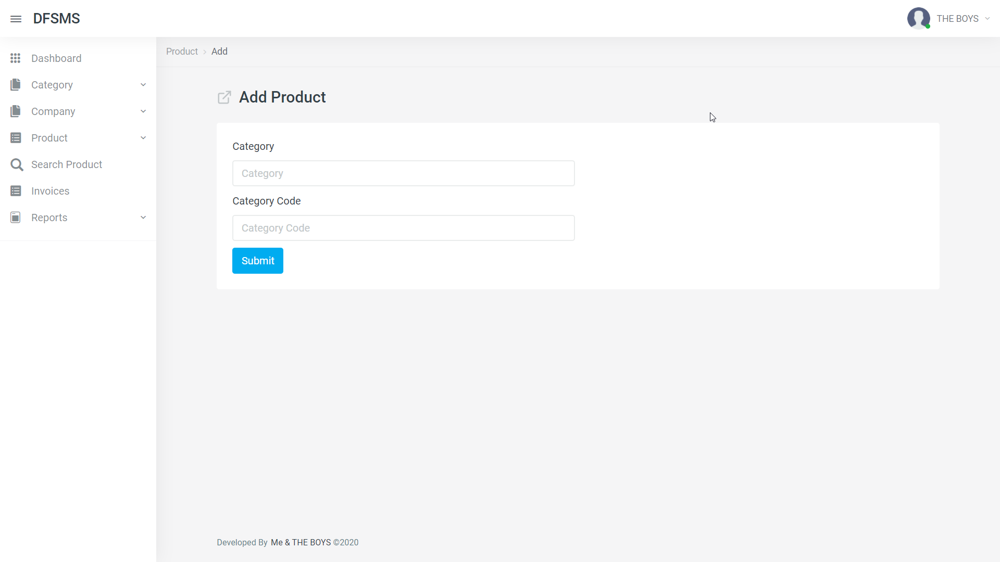 DFSMS
THE BOYS
Dashboard
Category
Company
Product
Search Product
Invoices
Reports
Product
Add
Add Product
Category
Category
Category Code
Category Code
Submit
Developed By Me & THE BOYS ©2020